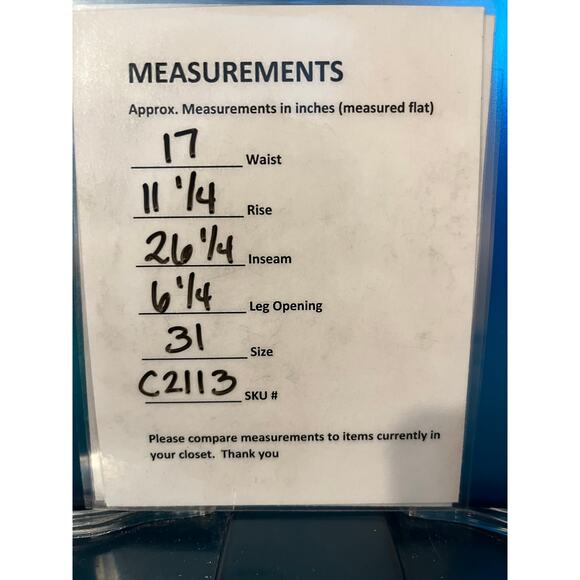 MEASUREMENTS
Approx. Measurements in inches (measured flat)
17 Waist
11 1/4 Rise
26 1/4 Inseam
6 1/4 Leg Opening
31 Size
C2113 SKU #
Please compare measurements to items currently in
your closet. Thank you